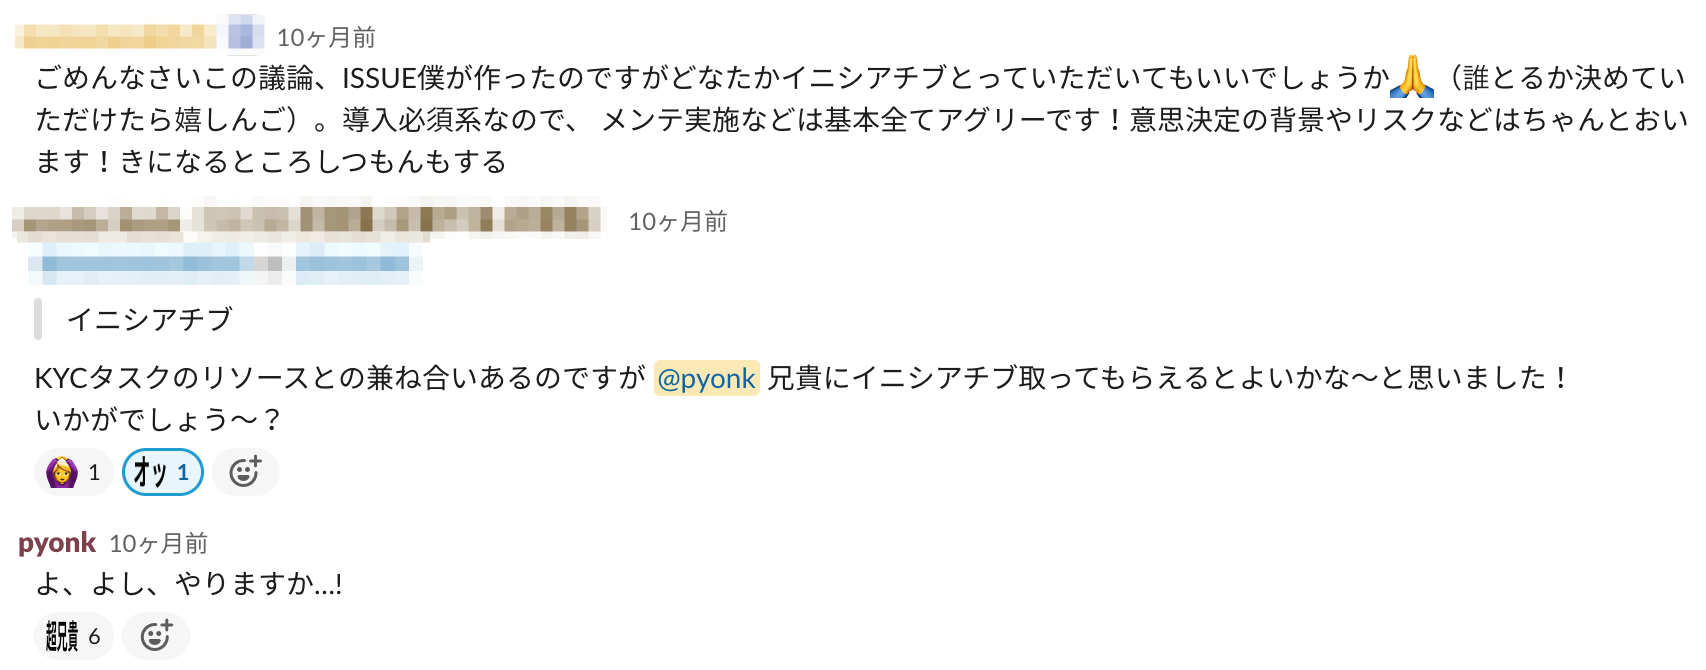 10ヶ月前
ごめんなさいこの議論、ISSUE僕が作ったのですがどなたかイニシアチブとっていただいてもいいでしょうか🙏（誰とるか決めてい
ただけたら嬉しんご）。導入必須系なので、 メンテ実施などは基本全てアグリーです！意思決定の背景やリスクなどはちゃんとおい
ます！きになるところしつもんもする
10ヶ月前
イニシアチブ
KYCタスクのリソースとの兼ね合いあるのですが @pyonk 兄貴にイニシアチブ取ってもらえるとよいかな〜と思いました！
いかがでしょう〜？
1 オッ 1
pyonk 10ヶ月前
よ、よし、やりますか...!
超兄貴 6